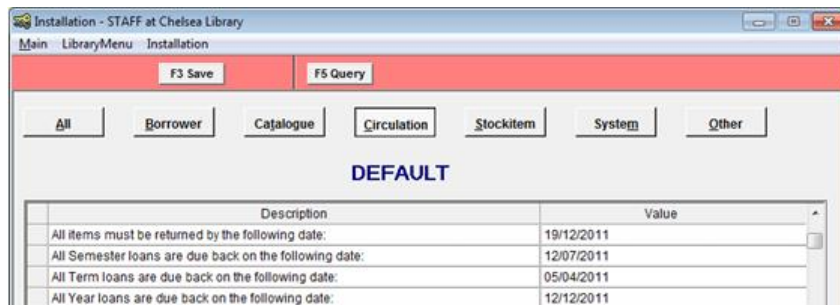 Installation - STAFF at Chelsea Library
Main LibraryMenu Installation
F3 Save F5 Query
All Borrower Catalogue Circulation Stockitem System Other
DEFAULT
Description Value
All items must be returned by the following date: 19/12/2011
All Semester loans are due back on the following date: 12/07/2011
All Term loans are due back on the following date: 05/04/2011
All Year loans are due back on the following date: 12/12/2011